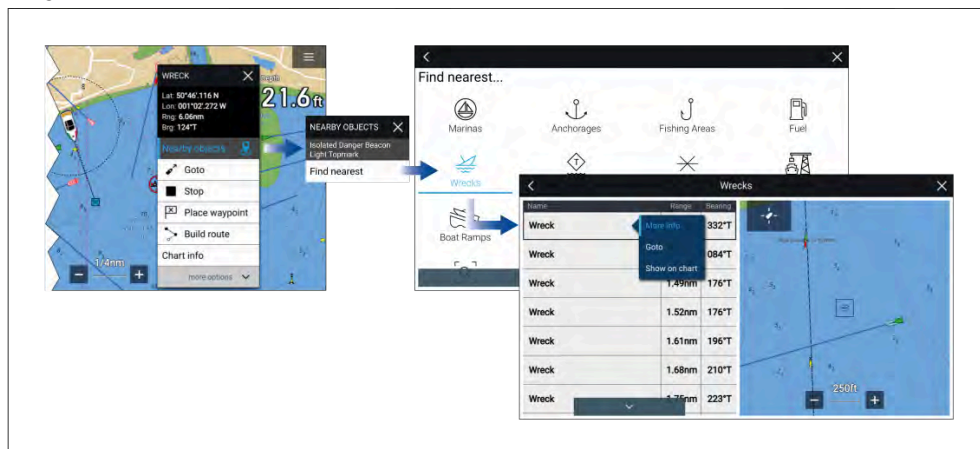 WRECK
Lat: 50°46'.116 N
Lon: 001°02'.272 W
Rng: 6.06nm
Brg: 124°T
Nearby objects
Goto
Stop
Place waypoint
Build route
Chart info
more options
Depth
21.6 ft
1/4nm
NEARBY OBJECTS
Isolated Danger Beacon
Light Topmark
Find nearest
Find nearest...
Marinas
Anchorages
Fishing Areas
Fuel
Wrecks
Boat Ramps
Wrecks
Name Range Bearing
Wreck 332°T
Wreck 084°T
Wreck 1.49nm 176°T
Wreck 1.52nm 176°T
Wreck 1.61nm 196°T
Wreck 1.68nm 210°T
Wreck 1.75nm 223°T
More info
Goto
Show on chart
250ft